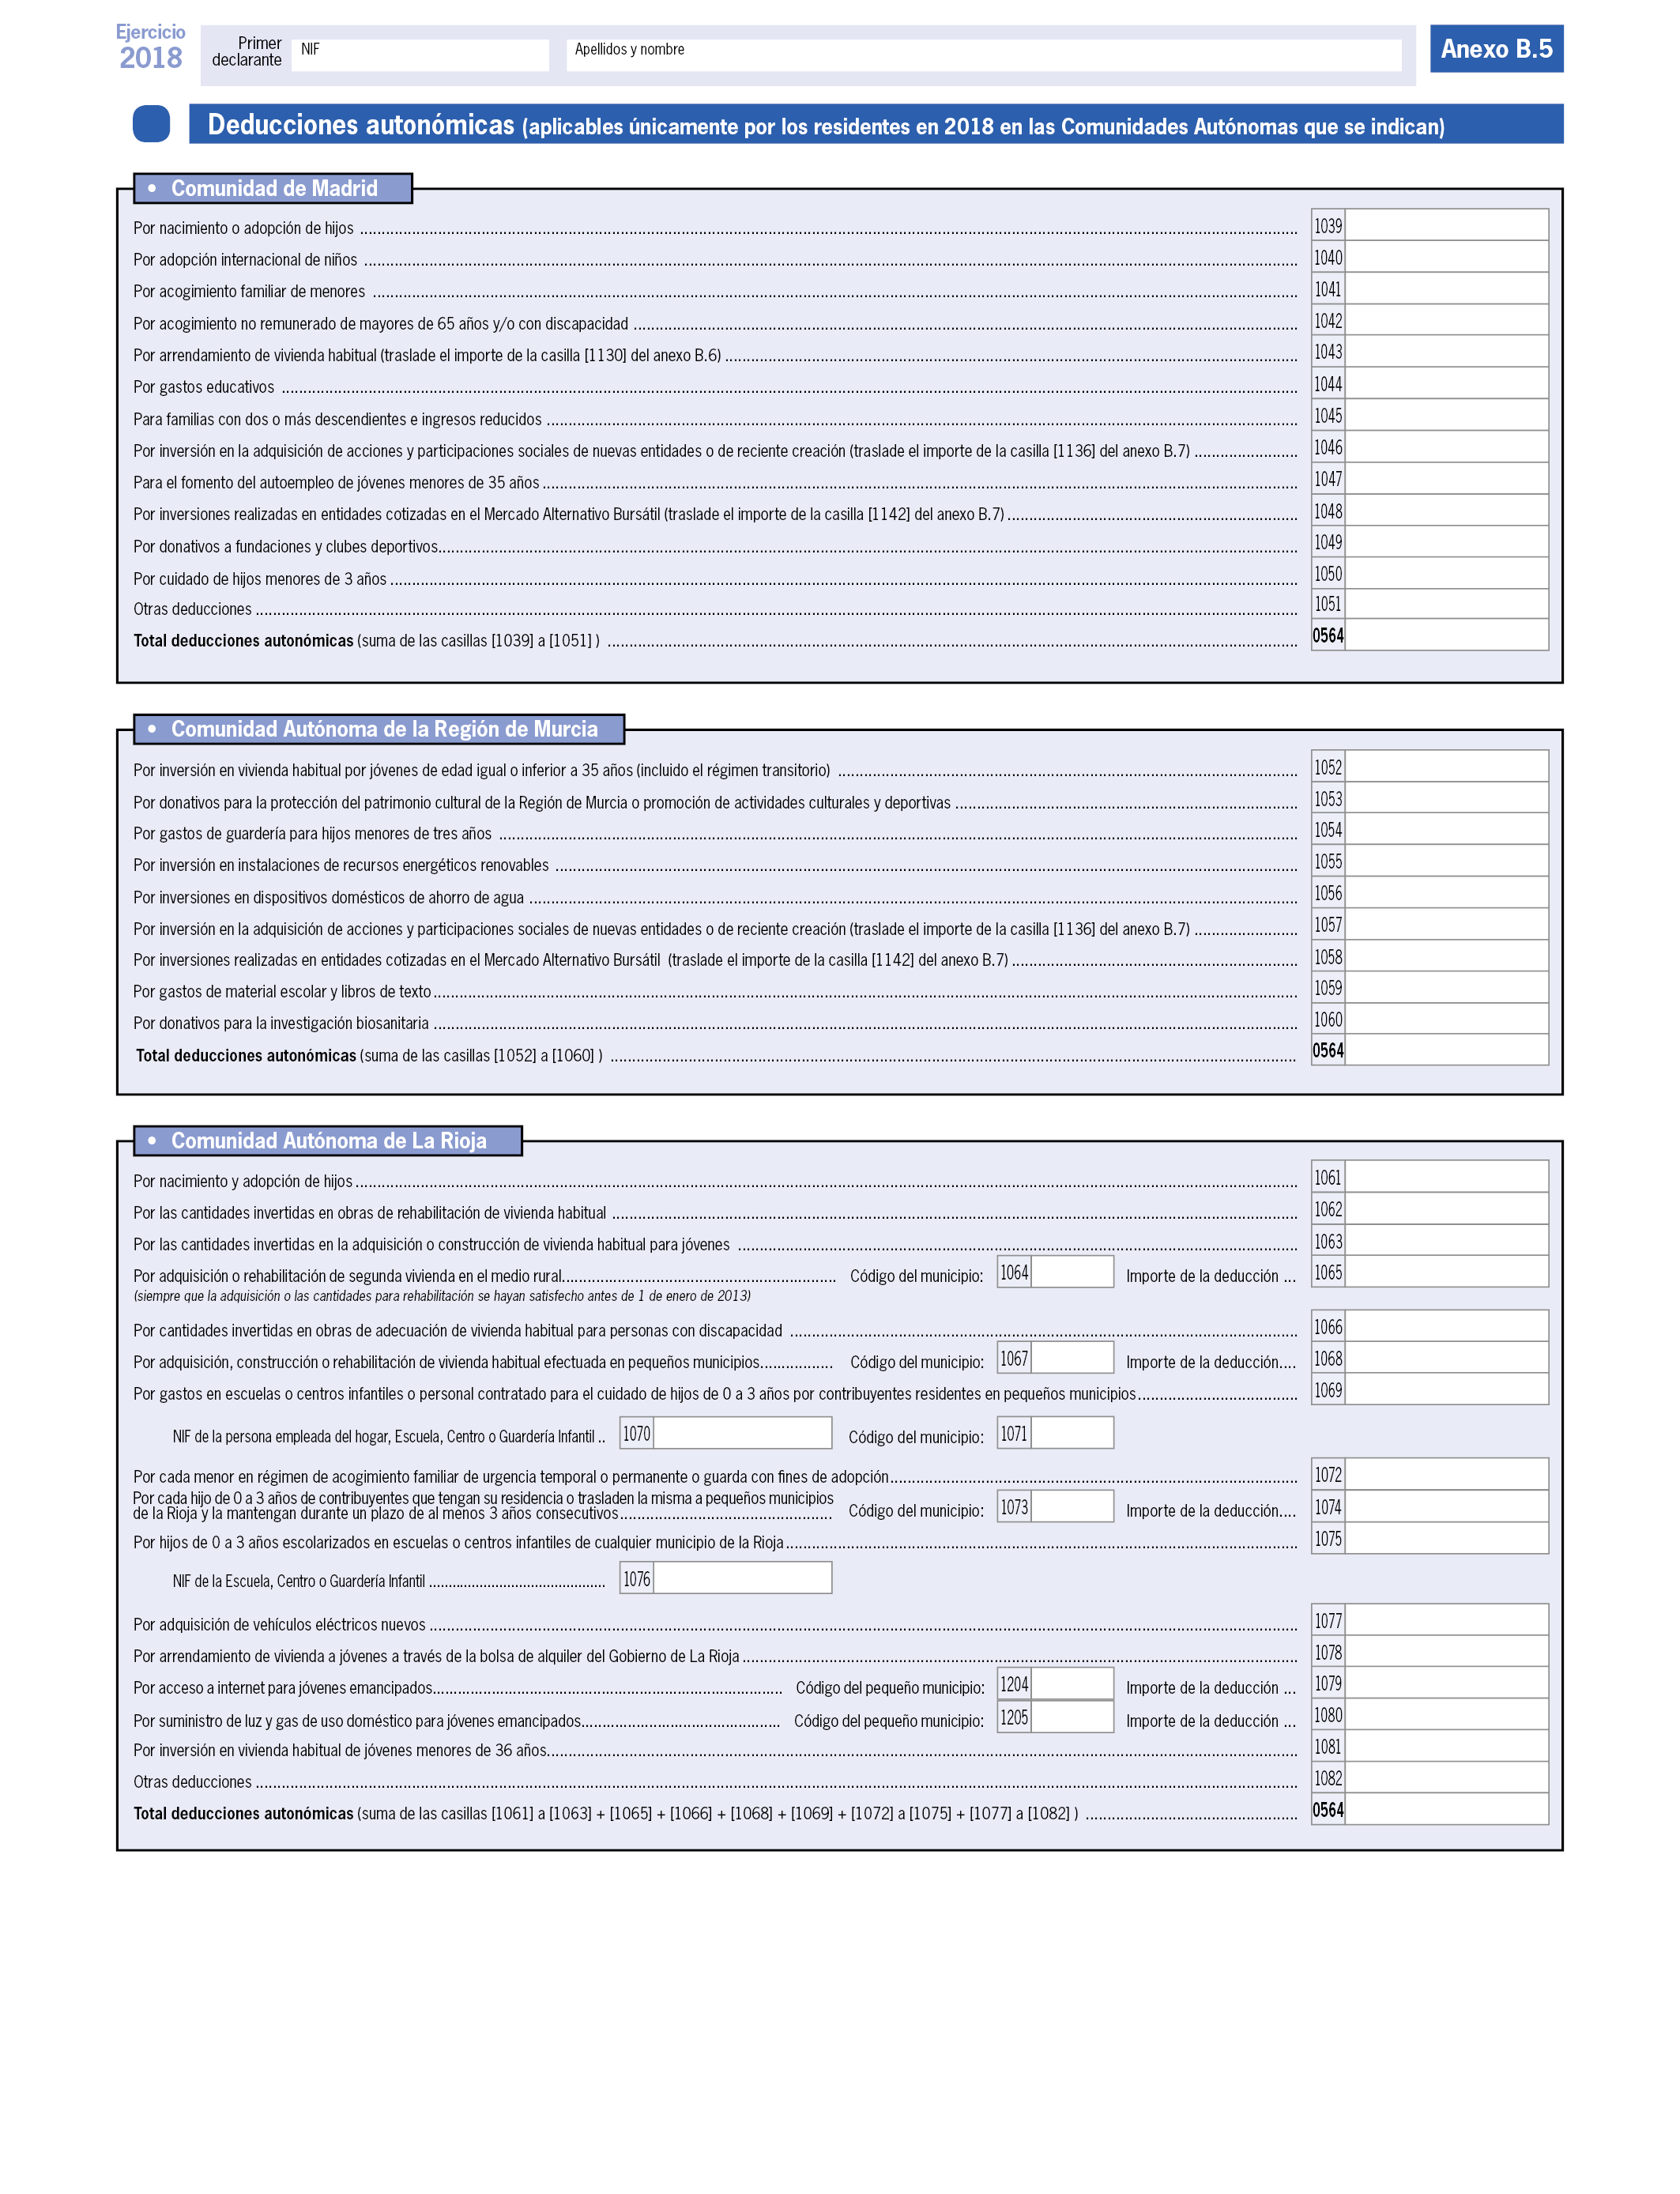 Ejercicio
2018
Primer
declarante
NIF
Apellidos y nombre
Anexo B.5
Deducciones autonómicas (aplicables únicamente por los residentes en 2018 en las Comunidades Autónomas que se indican)
• Comunidad de Madrid
Por nacimiento o adopción de hijos 1039
Por adopción internacional de niños 1040
Por acogimiento familiar de menores 1041
Por acogimiento no remunerado de mayores de 65 años y/o con discapacidad 1042
Por arrendamiento de vivienda habitual (traslade el importe de la casilla [1130] del anexo B.6) 1043
Por gastos educativos 1044
Para familias con dos o más descendientes e ingresos reducidos 1045
Por inversión en la adquisición de acciones y participaciones sociales de nuevas entidades o de reciente creación (traslade el importe de la casilla [1136] del anexo B.7) 1046
Para el fomento del autoempleo de jóvenes menores de 35 años 1047
Por inversiones realizadas en entidades cotizadas en el Mercado Alternativo Bursátil (traslade el importe de la casilla [1142] del anexo B.7) 1048
Por donativos a fundaciones y clubes deportivos 1049
Por cuidado de hijos menores de 3 años 1050
Otras deducciones 1051
Total deducciones autonómicas (suma de las casillas [1039] a [1051] ) 0564
• Comunidad Autónoma de la Región de Murcia
Por inversión en vivienda habitual por jóvenes de edad igual o inferior a 35 años (incluido el régimen transitorio) 1052
Por donativos para la protección del patrimonio cultural de la Región de Murcia o promoción de actividades culturales y deportivas 1053
Por gastos de guardería para hijos menores de tres años 1054
Por inversión en instalaciones de recursos energéticos renovables 1055
Por inversiones en dispositivos domésticos de ahorro de agua 1056
Por inversión en la adquisición de acciones y participaciones sociales de nuevas entidades o de reciente creación (traslade el importe de la casilla [1136] del anexo B.7) 1057
Por inversiones realizadas en entidades cotizadas en el Mercado Alternativo Bursátil (traslade el importe de la casilla [1142] del anexo B.7) 1058
Por gastos de material escolar y libros de texto 1059
Por donativos para la investigación biosanitaria 1060
Total deducciones autonómicas (suma de las casillas [1052] a [1060] ) 0564
• Comunidad Autónoma de La Rioja
Por nacimiento y adopción de hijos 1061
Por las cantidades invertidas en obras de rehabilitación de vivienda habitual 1062
Por las cantidades invertidas en la adquisición o construcción de vivienda habitual para jóvenes 1063
Por adquisición o rehabilitación de segunda vivienda en el medio rural Código del municipio: 1064 Importe de la deducción ... 1065
(siempre que la adquisición o las cantidades para rehabilitación se hayan satisfecho antes de 1 de enero de 2013)
Por cantidades invertidas en obras de adecuación de vivienda habitual para personas con discapacidad 1066
Por adquisición, construcción o rehabilitación de vivienda habitual efectuada en pequeños municipios Código del municipio: 1067 Importe de la deducción.... 1068
Por gastos en escuelas o centros infantiles o personal contratado para el cuidado de hijos de 0 a 3 años por contribuyentes residentes en pequeños municipios 1069
NIF de la persona empleada del hogar, Escuela, Centro o Guardería Infantil .. 1070 Código del municipio: 1071
Por cada menor en régimen de acogimiento familiar de urgencia temporal o permanente o guarda con fines de adopción 1072
Por cada hijo de 0 a 3 años de contribuyentes que tengan su residencia o trasladen la misma a pequeños municipios
de la Rioja y la mantengan durante un plazo de al menos 3 años consecutivos Código del municipio: 1073 Importe de la deducción.... 1074
Por hijos de 0 a 3 años escolarizados en escuelas o centros infantiles de cualquier municipio de la Rioja 1075
NIF de la Escuela, Centro o Guardería Infantil 1076
Por adquisición de vehículos eléctricos nuevos 1077
Por arrendamiento de vivienda a jóvenes a través de la bolsa de alquiler del Gobierno de La Rioja 1078
Por acceso a internet para jóvenes emancipados Código del pequeño municipio: 1204 Importe de la deducción ... 1079
Por suministro de luz y gas de uso doméstico para jóvenes emancipados Código del pequeño municipio: 1205 Importe de la deducción ... 1080
Por inversión en vivienda habitual de jóvenes menores de 36 años 1081
Otras deducciones 1082
Total deducciones autonómicas (suma de las casillas [1061] a [1063] + [1065] + [1066] + [1068] + [1069] + [1072] a [1075] + [1077] a [1082] ) 0564